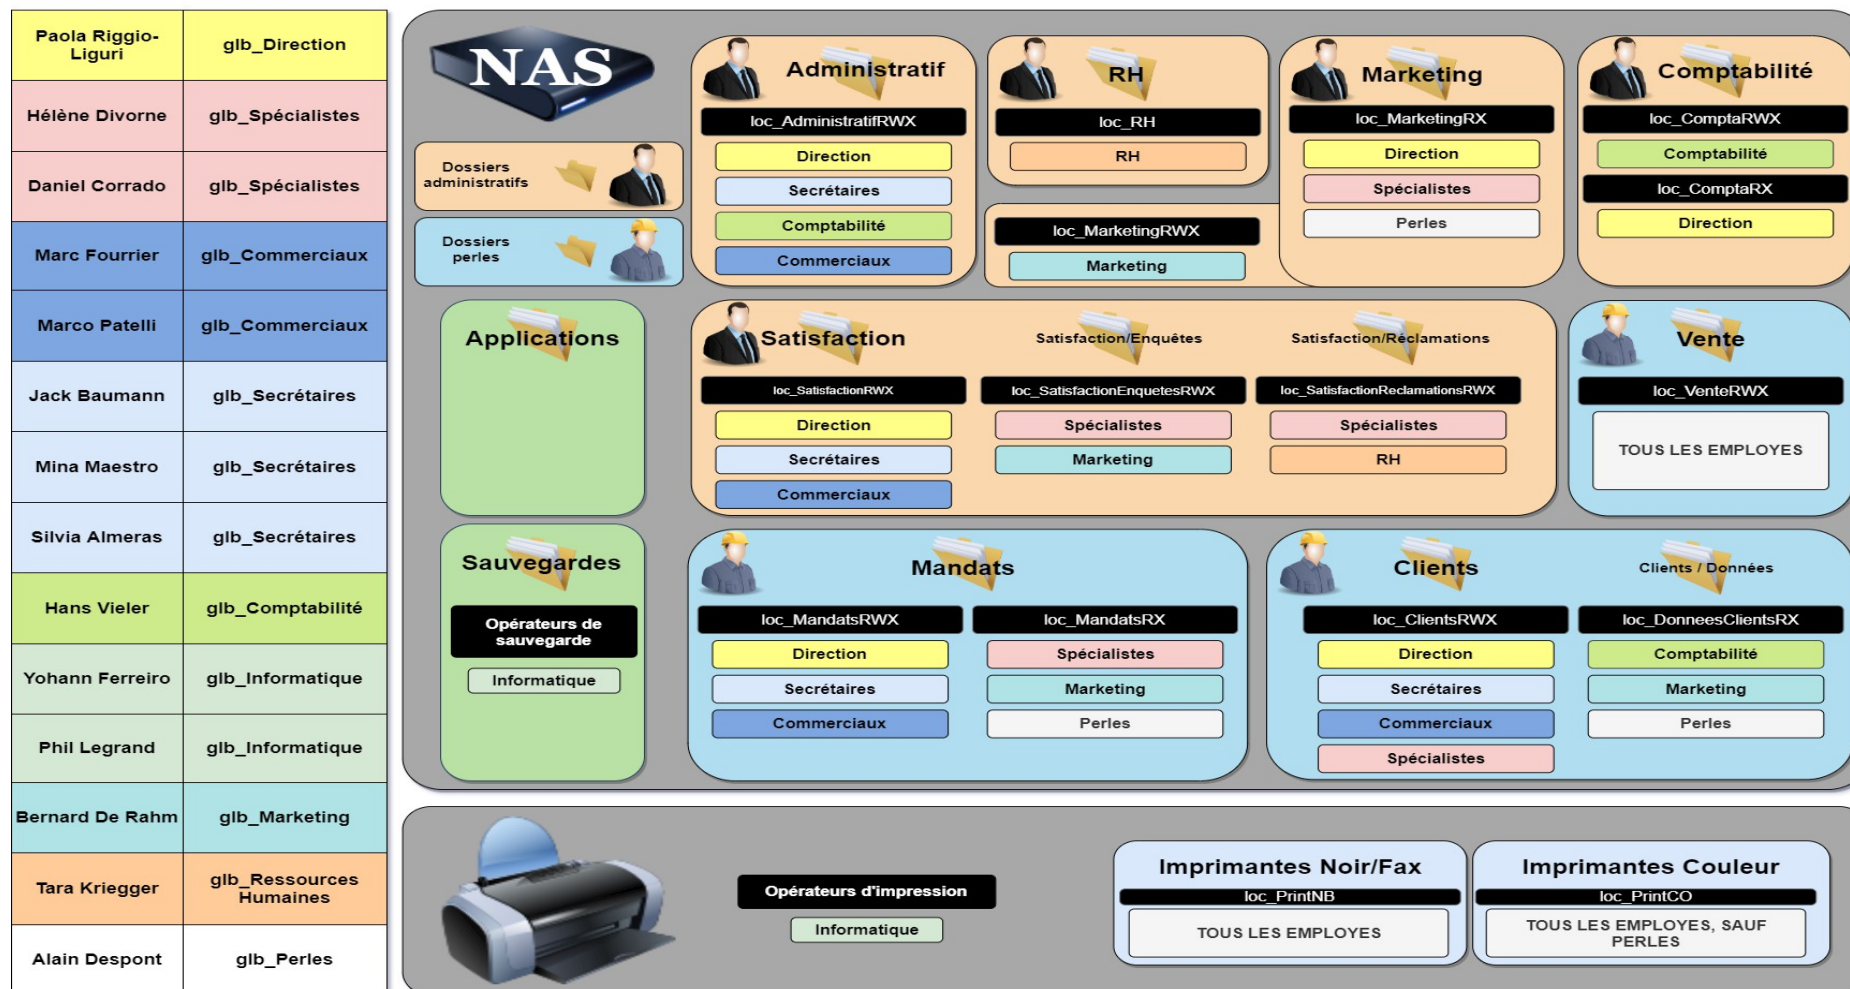 Paola Riggio-
Liguri
glb_Direction
Hélène Divorne
glb_Spécialistes
Daniel Corrado
glb_Spécialistes
Marc Fourrier
glb_Commerciaux
Marco Patelli
glb_Commerciaux
Jack Baumann
glb_Secrétaires
Mina Maestro
glb_Secrétaires
Silvia Almeras
glb_Secrétaires
Hans Vieler
glb_Comptabilité
Yohann Ferreiro
glb_Informatique
Phil Legrand
glb_Informatique
Bernard De Rahm
glb_Marketing
Tara Kriegger
glb_Ressources
Humaines
Alain Despont
glb_Perles
NAS
Dossiers
administratifs
Dossiers
perles
Administratif
loc_AdministratifRWX
Direction
Secrétaires
Comptabilité
Commerciaux
RH
loc_RH
RH
loc_MarketingRWX
Marketing
Marketing
loc_MarketingRX
Direction
Spécialistes
Perles
Comptabilité
loc_ComptaRWX
Comptabilité
loc_ComptaRX
Direction
Applications
Satisfaction
loc_SatisfactionRWX
Direction
Secrétaires
Commerciaux
Satisfaction/Enquêtes
loc_SatisfactionEnquetesRWX
Spécialistes
Marketing
Satisfaction/Réclamations
loc_SatisfactionReclamationsRWX
Spécialistes
RH
Vente
loc_VenteRWX
TOUS LES EMPLOYES
Sauvegardes
Opérateurs de
sauvegarde
Informatique
Mandats
loc_MandatsRWX
Direction
Secrétaires
Commerciaux
loc_MandatsRX
Spécialistes
Marketing
Perles
Clients
loc_ClientsRWX
Direction
Secrétaires
Commerciaux
Spécialistes
Clients / Données
loc_DonneesClientsRX
Comptabilité
Marketing
Perles
Opérateurs d'impression
Informatique
Imprimantes Noir/Fax
loc_PrintNB
TOUS LES EMPLOYES
Imprimantes Couleur
loc_PrintCO
TOUS LES EMPLOYES, SAUF
PERLES